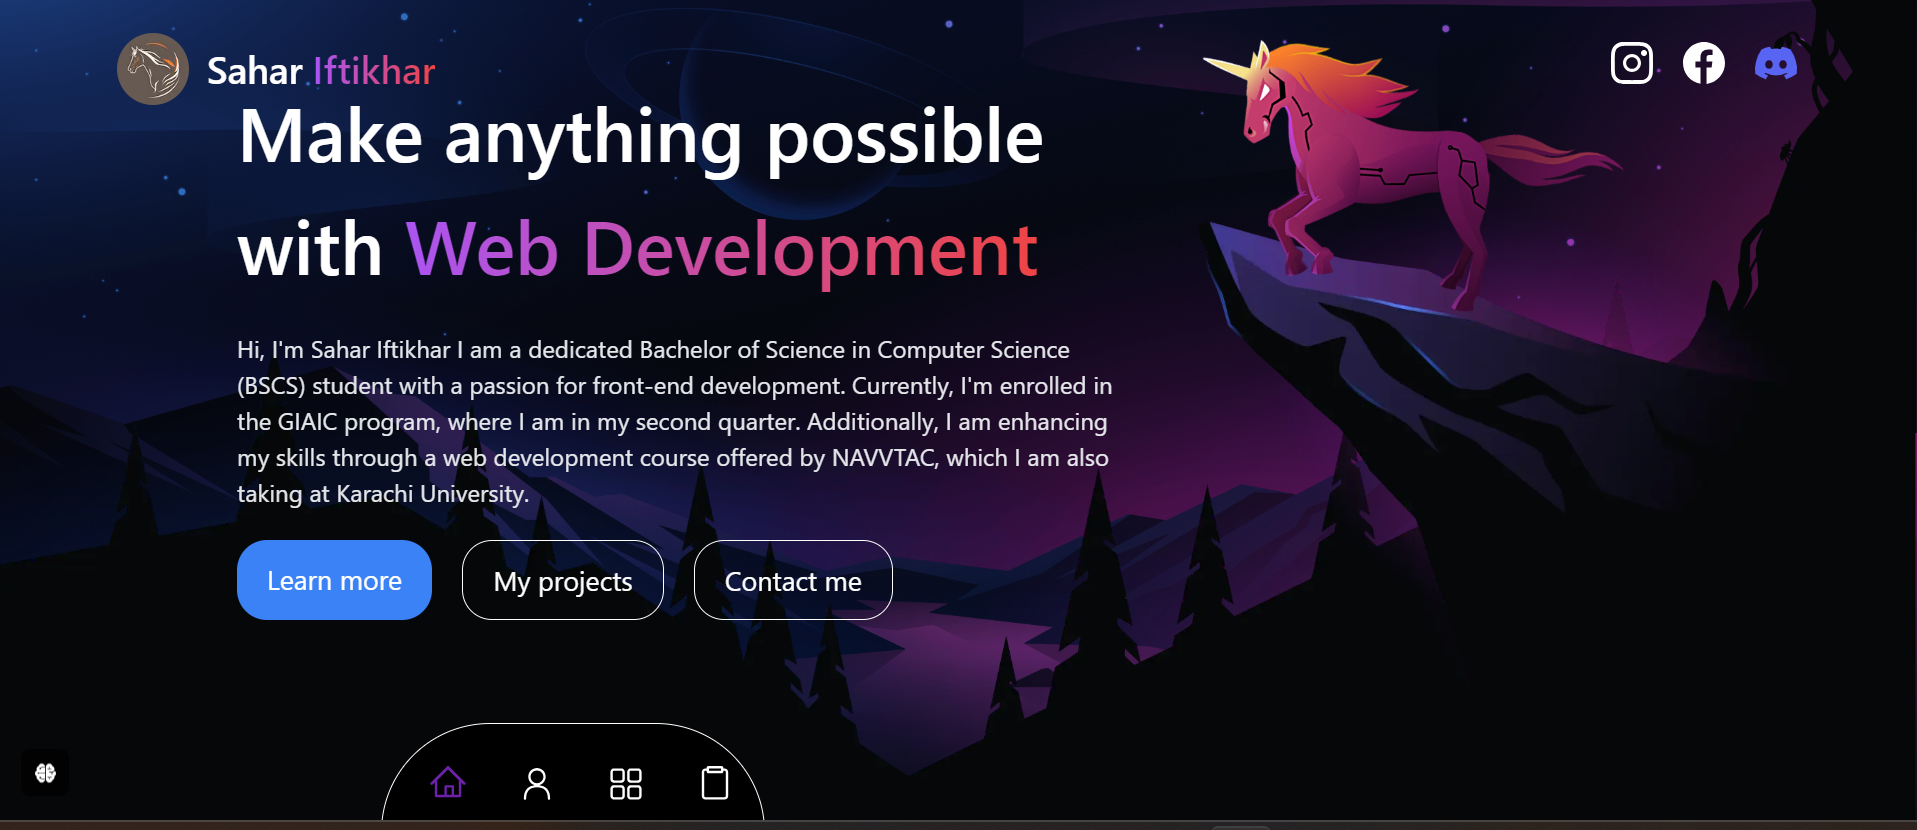 Sahar Iftikhar
Make anything possible
with Web Development
Hi, I'm Sahar Iftikhar I am a dedicated Bachelor of Science in Computer Science
(BSCS) student with a passion for front-end development. Currently, I'm enrolled in
the GIAIC program, where I am in my second quarter. Additionally, I am enhancing
my skills through a web development course offered by NAVVTAC, which I am also
taking at Karachi University.
Learn more
My projects
Contact me